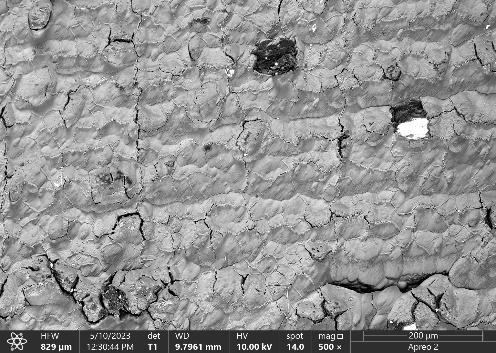 HFW 5/10/2023 det WD HV spot mag □ 200 µm
829 µm 12:30:44 PM T1 9.7961 mm 10.00 kV 14.0 500 × Apreo 2